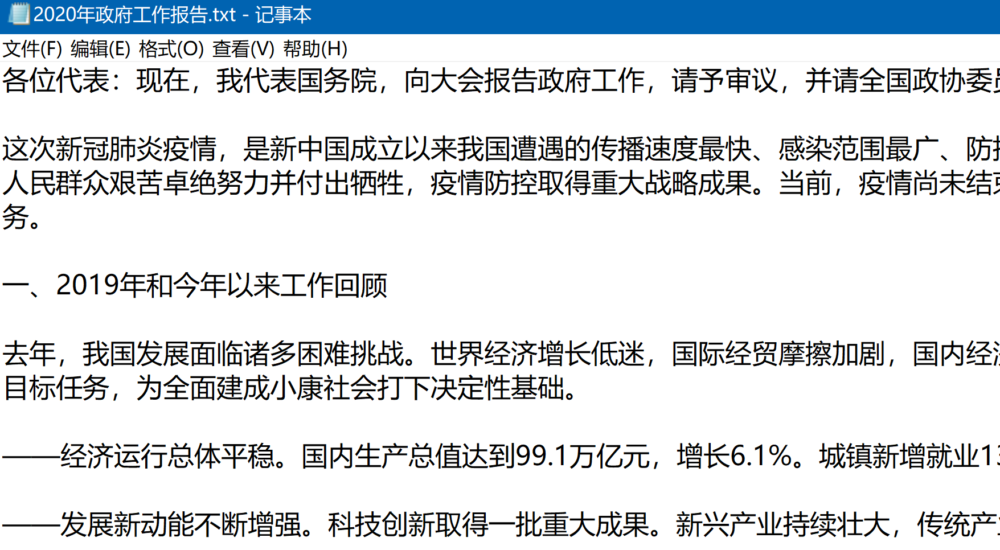 2020年政府工作报告.txt - 记事本
文件(F) 编辑(E) 格式(O) 查看(V) 帮助(H)
各位代表：现在，我代表国务院，向大会报告政府工作，请予审议，并请全国政协委
这次新冠肺炎疫情，是新中国成立以来我国遭遇的传播速度最快、感染范围最广、防
人民群众艰苦卓绝努力并付出牺牲，疫情防控取得重大战略成果。当前，疫情尚未结
务。
一、2019年和今年以来工作回顾
去年，我国发展面临诸多困难挑战。世界经济增长低迷，国际经贸摩擦加剧，国内经
目标任务，为全面建成小康社会打下决定性基础。
——经济运行总体平稳。国内生产总值达到99.1万亿元，增长6.1%。城镇新增就业1
——发展新动能不断增强。科技创新取得一批重大成果。新兴产业持续壮大，传统产